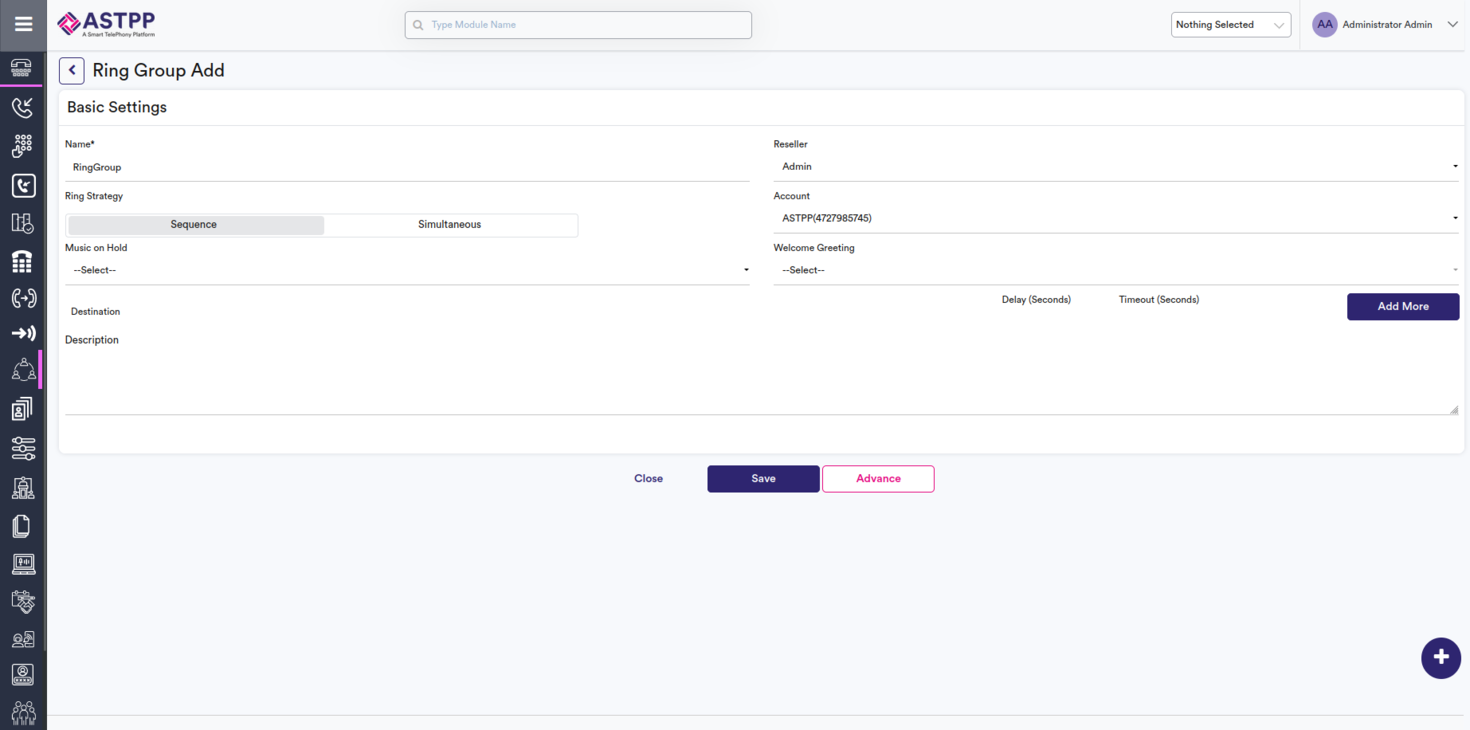 ASTPP
A Smart TelePhony Platform
Type Module Name
Nothing Selected
AA
Administrator Admin
Ring Group Add
Basic Settings
Name*
Reseller
RingGroup
Admin
Ring Strategy
Account
Sequence
Simultaneous
ASTPP(4727985745)
Music on Hold
Welcome Greeting
--Select--
--Select--
Destination
Delay (Seconds)
Timeout (Seconds)
Add More
Description
Close
Save
Advance